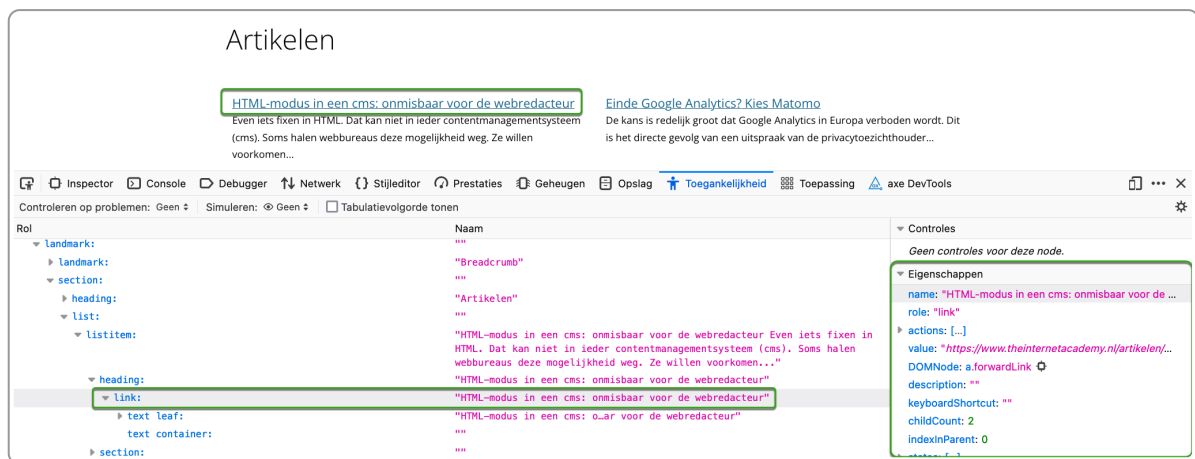 Artikelen
HTML-modus in een cms: onmisbaar voor de webredacteur
Even iets fixen in HTML. Dat kan niet in ieder contentmanagementsysteem
(cms). Soms halen webbureaus deze mogelijkheid weg. Ze willen
voorkomen...
Einde Google Analytics? Kies Matomo
De kans is redelijk groot dat Google Analytics in Europa verboden wordt. Dit
is het directe gevolg van een uitspraak van de privacytoezichthouder...
Inspector Console Debugger Netwerk Stijleditor Prestaties Geheugen Opslag Toegankelijkheid Toepassing axe DevTools
Controleren op problemen: Geen Simuleren: Geen Tabulatievolgorde tonen
Rol Naam
landmark: ""
landmark: "Breadcrumb"
section: ""
heading: "Artikelen"
list: ""
listitem: "HTML-modus in een cms: onmisbaar voor de webredacteur Even iets fixen in
HTML. Dat kan niet in ieder contentmanagementsysteem (cms). Soms halen
webbureaus deze mogelijkheid weg. Ze willen voorkomen..."
heading: "HTML-modus in een cms: onmisbaar voor de webredacteur"
link: "HTML-modus in een cms: onmisbaar voor de webredacteur"
text leaf: "HTML-modus in een cms: o…ar voor de webredacteur"
text container: ""
section: ""
Controles
Geen controles voor deze node.
Eigenschappen
name: "HTML-modus in een cms: onmisbaar voor de ...
role: "link"
actions: […]
value: "https://www.theinternetacademy.nl/artikelen/...
DOMNode: a.forwardLink
description: ""
keyboardShortcut: ""
childCount: 2
indexInParent: 0